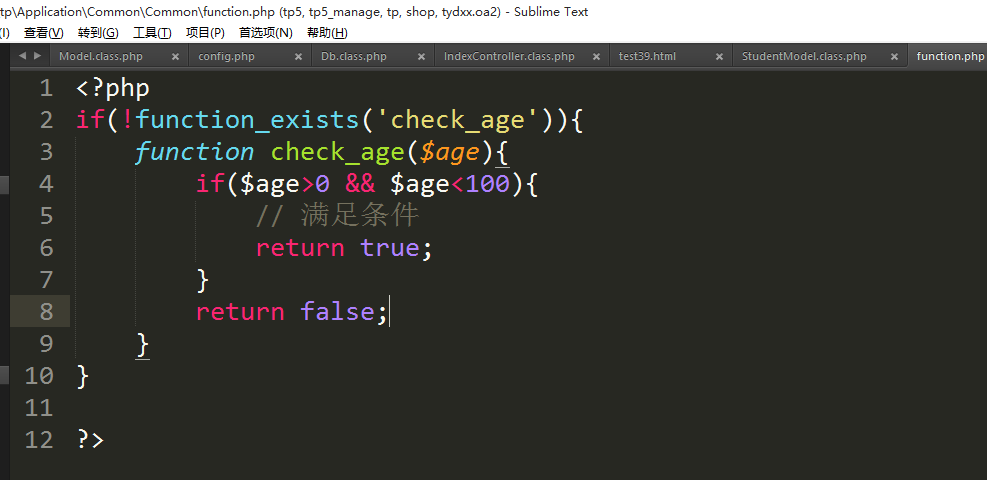 tp\Application\Common\Common\function.php (tp5, tp5_manage, tp, shop, tydxx.oa2) - Sublime Text
(I) 查看(V) 转到(G) 工具(T) 项目(P) 首选项(N) 帮助(H)
Model.class.php × config.php × Db.class.php × IndexController.class.php × test39.html × StudentModel.class.php × function.php
1 <?php
2 if(!function_exists('check_age')){
3     function check_age($age){
4         if($age>0 && $age<100){
5             // 满足条件
6             return true;
7         }
8         return false;
9     }
10 }
11
12 ?>